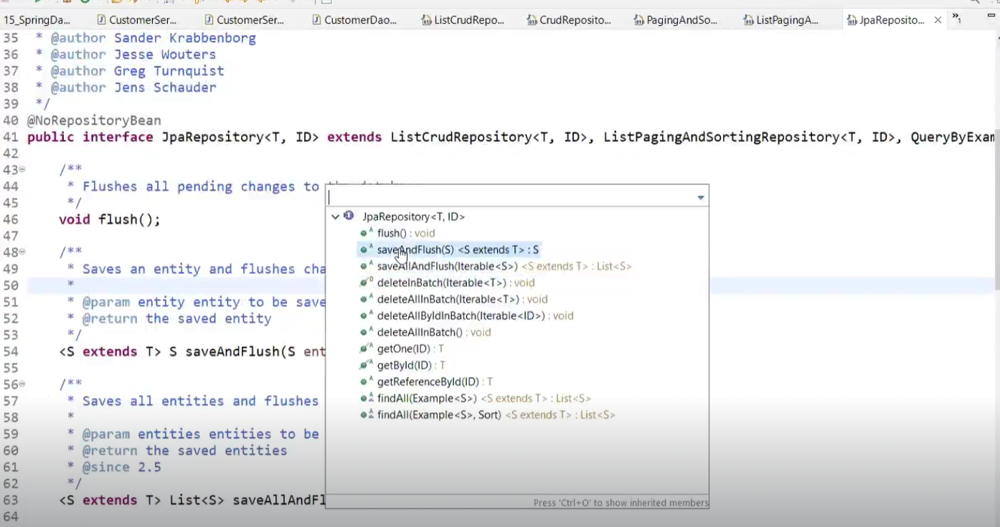 15_SpringDa... CustomerSer... CustomerSer... CustomerDao... ListCrudRepo... CrudReposito... PagingAndSo... ListPagingA... JpaReposito... 1
35 * @author Sander Krabbenborg
36 * @author Jesse Wouters
37 * @author Greg Turnquist
38 * @author Jens Schauder
39 */
40 @NoRepositoryBean
41 public interface JpaRepository<T, ID> extends ListCrudRepository<T, ID>, ListPagingAndSortingRepository<T, ID>, QueryByExam
42
43 /**
44 * Flushes all pending changes to
45 */
46 void flush();
47
48 /**
49 * Saves an entity and flushes cha
50 *
51 * @param entity entity to be save
52 * @return the saved entity
53 */
54 <S extends T> S saveAndFlush(S ent
55
56 /**
57 * Saves all entities and flushes
58 *
59 * @param entities entities to be
60 * @return the saved entities
61 * @since 2.5
62 */
63 <S extends T> List<S> saveAllAndFl
64
JpaRepository<T, ID>
flush() : void
saveAndFlush(S) <S extends T> : S
saveAllAndFlush(Iterable<S>) <S extends T> : List<S>
deleteInBatch(Iterable<T>) : void
deleteAllInBatch(Iterable<T>) : void
deleteAllByIdInBatch(Iterable<ID>) : void
deleteAllInBatch() : void
getOne(ID) : T
getById(ID) : T
getReferenceById(ID) : T
findAll(Example<S>) <S extends T> : List<S>
findAll(Example<S>, Sort) <S extends T> : List<S>
Press 'Ctrl+O' to show inherited members